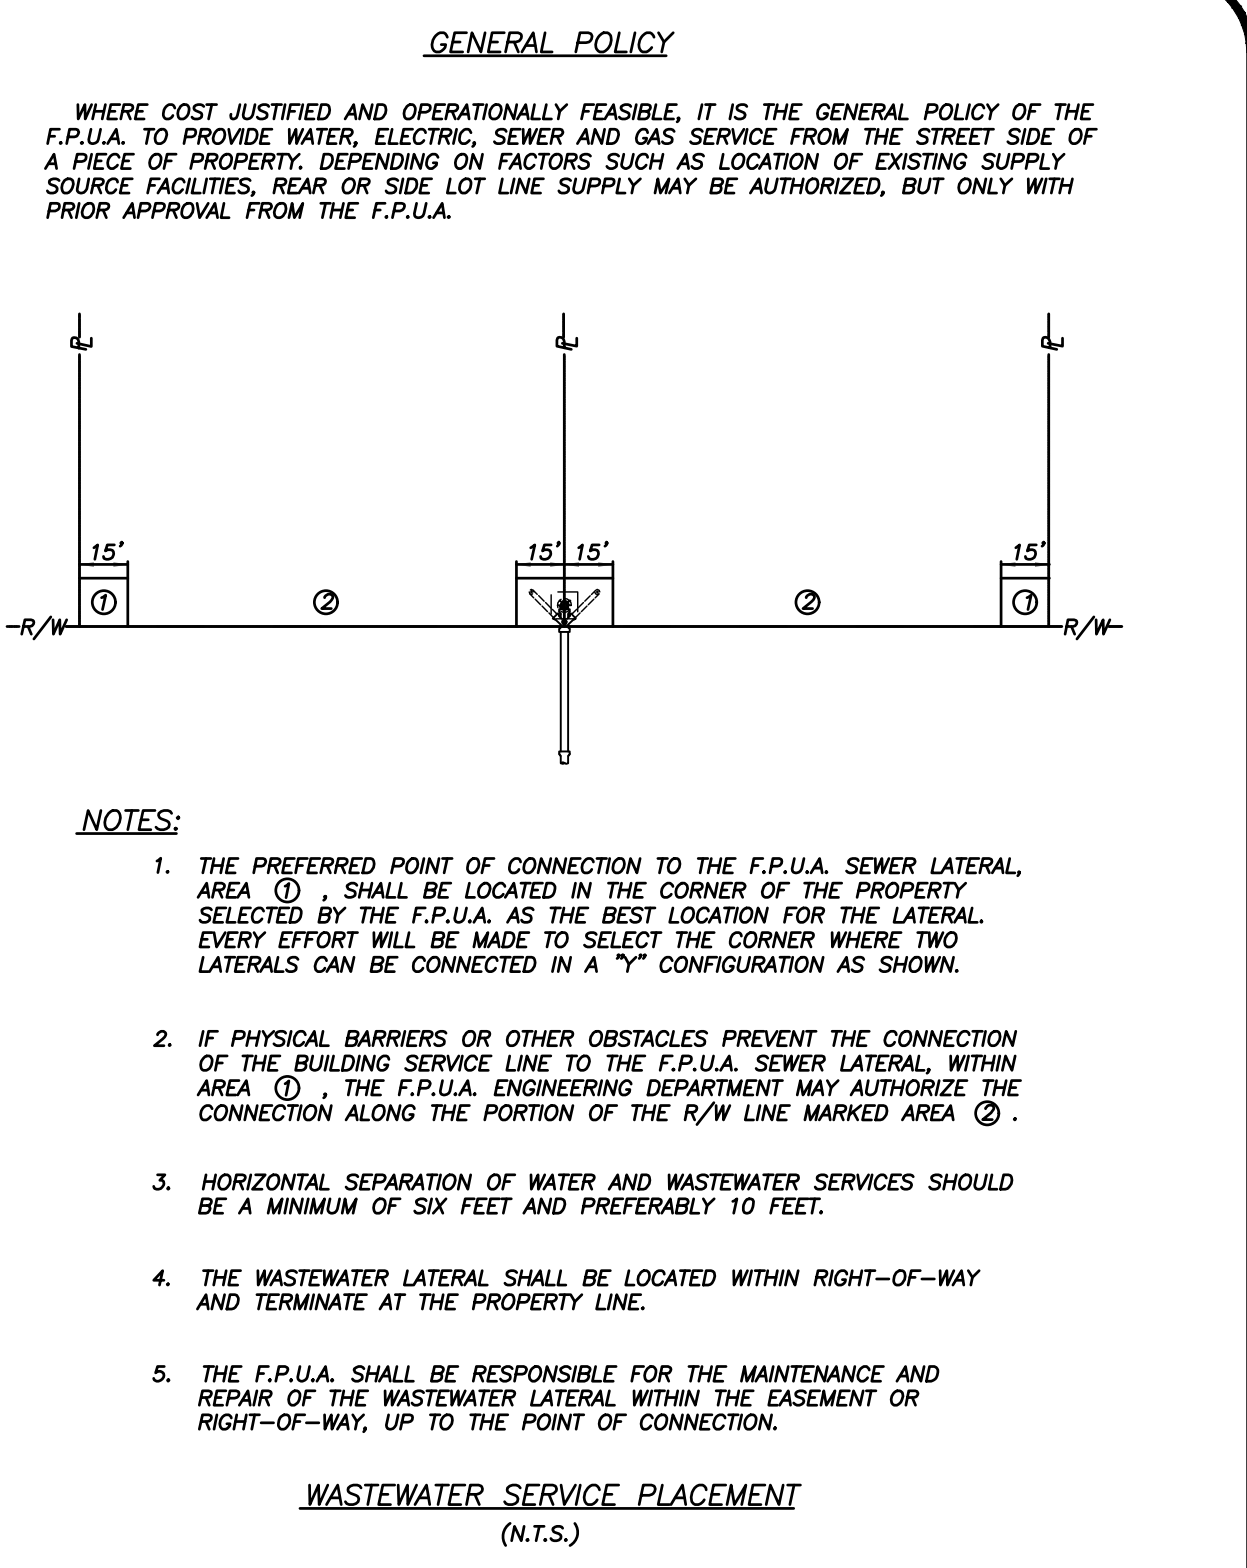 GENERAL POLICY
WHERE COST JUSTIFIED AND OPERATIONALLY FEASIBLE, IT IS THE GENERAL POLICY OF THE
F.P.U.A. TO PROVIDE WATER, ELECTRIC, SEWER AND GAS SERVICE FROM THE STREET SIDE OF
A PIECE OF PROPERTY. DEPENDING ON FACTORS SUCH AS LOCATION OF EXISTING SUPPLY
SOURCE FACILITIES, REAR OR SIDE LOT LINE SUPPLY MAY BE AUTHORIZED, BUT ONLY WITH
PRIOR APPROVAL FROM THE F.P.U.A.
PL PL PL
15' 15' 15' 15'
① ② ② ①
R/W R/W
NOTES:
1. THE PREFERRED POINT OF CONNECTION TO THE F.P.U.A. SEWER LATERAL,
AREA ① , SHALL BE LOCATED IN THE CORNER OF THE PROPERTY
SELECTED BY THE F.P.U.A. AS THE BEST LOCATION FOR THE LATERAL.
EVERY EFFORT WILL BE MADE TO SELECT THE CORNER WHERE TWO
LATERALS CAN BE CONNECTED IN A "Y" CONFIGURATION AS SHOWN.
2. IF PHYSICAL BARRIERS OR OTHER OBSTACLES PREVENT THE CONNECTION
OF THE BUILDING SERVICE LINE TO THE F.P.U.A. SEWER LATERAL, WITHIN
AREA ① , THE F.P.U.A. ENGINEERING DEPARTMENT MAY AUTHORIZE THE
CONNECTION ALONG THE PORTION OF THE R/W LINE MARKED AREA ② .
3. HORIZONTAL SEPARATION OF WATER AND WASTEWATER SERVICES SHOULD
BE A MINIMUM OF SIX FEET AND PREFERABLY 10 FEET.
4. THE WASTEWATER LATERAL SHALL BE LOCATED WITHIN RIGHT-OF-WAY
AND TERMINATE AT THE PROPERTY LINE.
5. THE F.P.U.A. SHALL BE RESPONSIBLE FOR THE MAINTENANCE AND
REPAIR OF THE WASTEWATER LATERAL WITHIN THE EASEMENT OR
RIGHT-OF-WAY, UP TO THE POINT OF CONNECTION.
WASTEWATER SERVICE PLACEMENT
(N.T.S.)